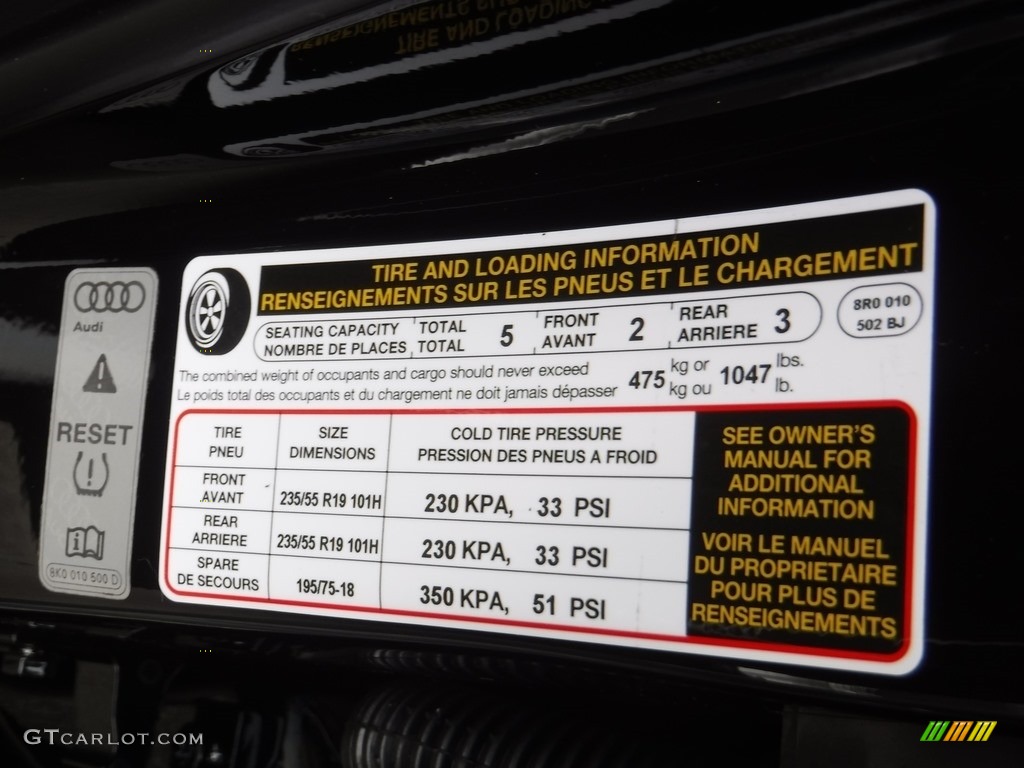 TIRE AND LOADING INFORMATION
RENSEIGNEMENTS SUR LES PNEUS ET LE CHARGEMENT
SEATING CAPACITY TOTAL 5 FRONT 2 REAR 3
NOMBRE DE PLACES TOTAL AVANT ARRIERE
8R0 010
502 BJ
The combined weight of occupants and cargo should never exceed 475 kg or 1047 lbs.
Le poids total des occupants et du chargement ne doit jamais dépasser kg ou lb.
TIRE SIZE COLD TIRE PRESSURE
PNEU DIMENSIONS PRESSION DES PNEUS A FROID
FRONT
AVANT 235/55 R19 101H 230 KPA, 33 PSI
REAR
ARRIERE 235/55 R19 101H 230 KPA, 33 PSI
SPARE
DE SECOURS 195/75-18 350 KPA, 51 PSI
SEE OWNER'S
MANUAL FOR
ADDITIONAL
INFORMATION
VOIR LE MANUEL
DU PROPRIETAIRE
POUR PLUS DE
RENSEIGNEMENTS
Audi
RESET
8K0 010 500 D
GTCARLOT.COM